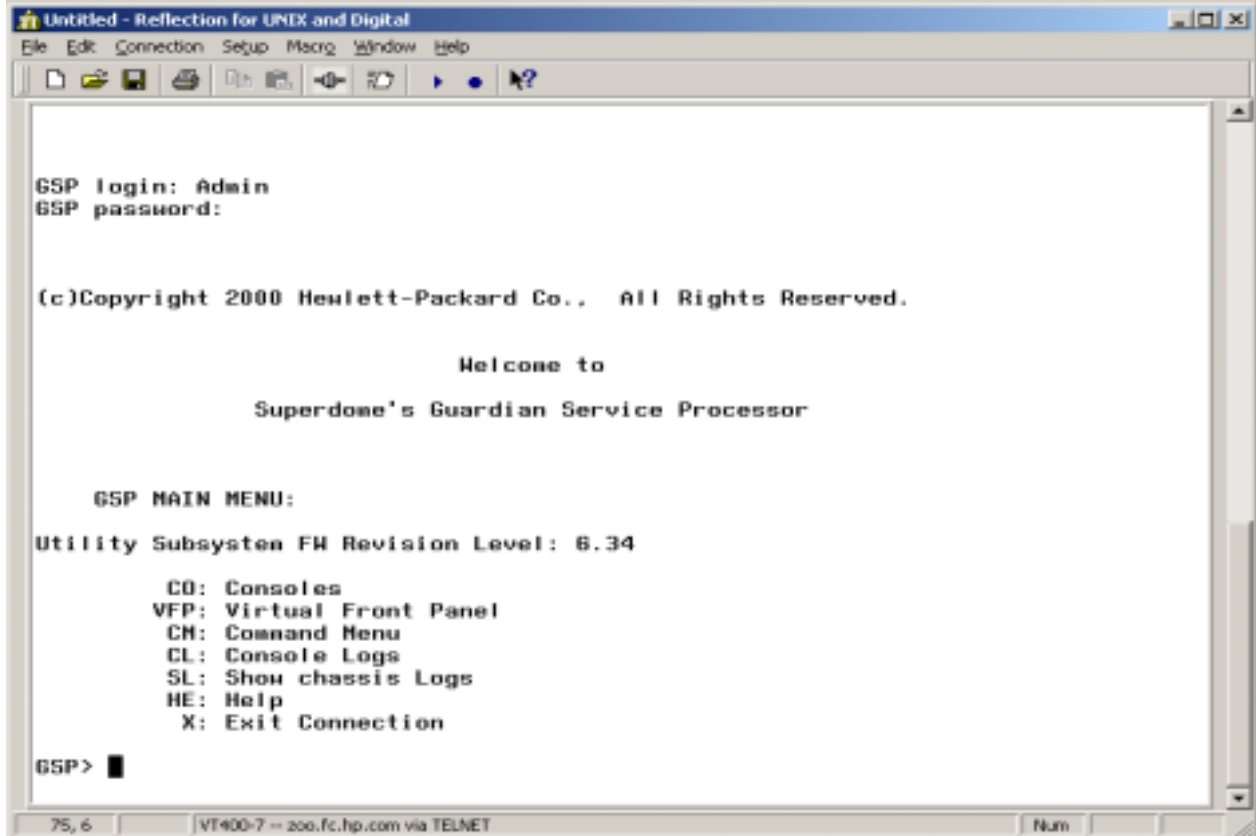 Untitled - Reflection for UNIX and Digital
File Edit Connection Setup Macro Window Help
GSP login: Admin
GSP password:
(c)Copyright 2000 Hewlett-Packard Co., All Rights Reserved.
Welcome to
Superdome's Guardian Service Processor
GSP MAIN MENU:
Utility Subsystem FW Revision Level: 6.34
CO: Consoles
VFP: Virtual Front Panel
CM: Command Menu
CL: Console Logs
SL: Show chassis Logs
HE: Help
X: Exit Connection
GSP>
75, 6 VT400-7 -- zoo.fc.hp.com via TELNET Num